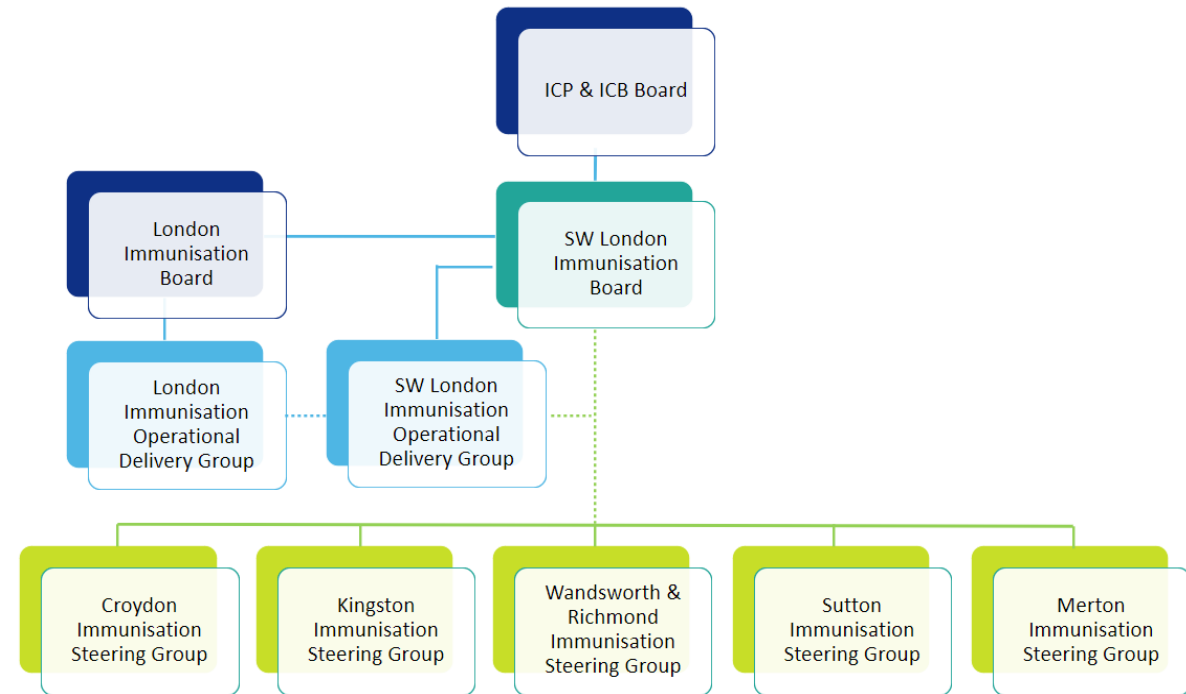 ICP & ICB Board
London
Immunisation
Board
SW London
Immunisation
Board
London
Immunisation
Operational
Delivery Group
SW London
Immunisation
Operational
Delivery Group
Croydon
Immunisation
Steering Group
Kingston
Immunisation
Steering Group
Wandsworth &
Richmond
Immunisation
Steering Group
Sutton
Immunisation
Steering Group
Merton
Immunisation
Steering Group